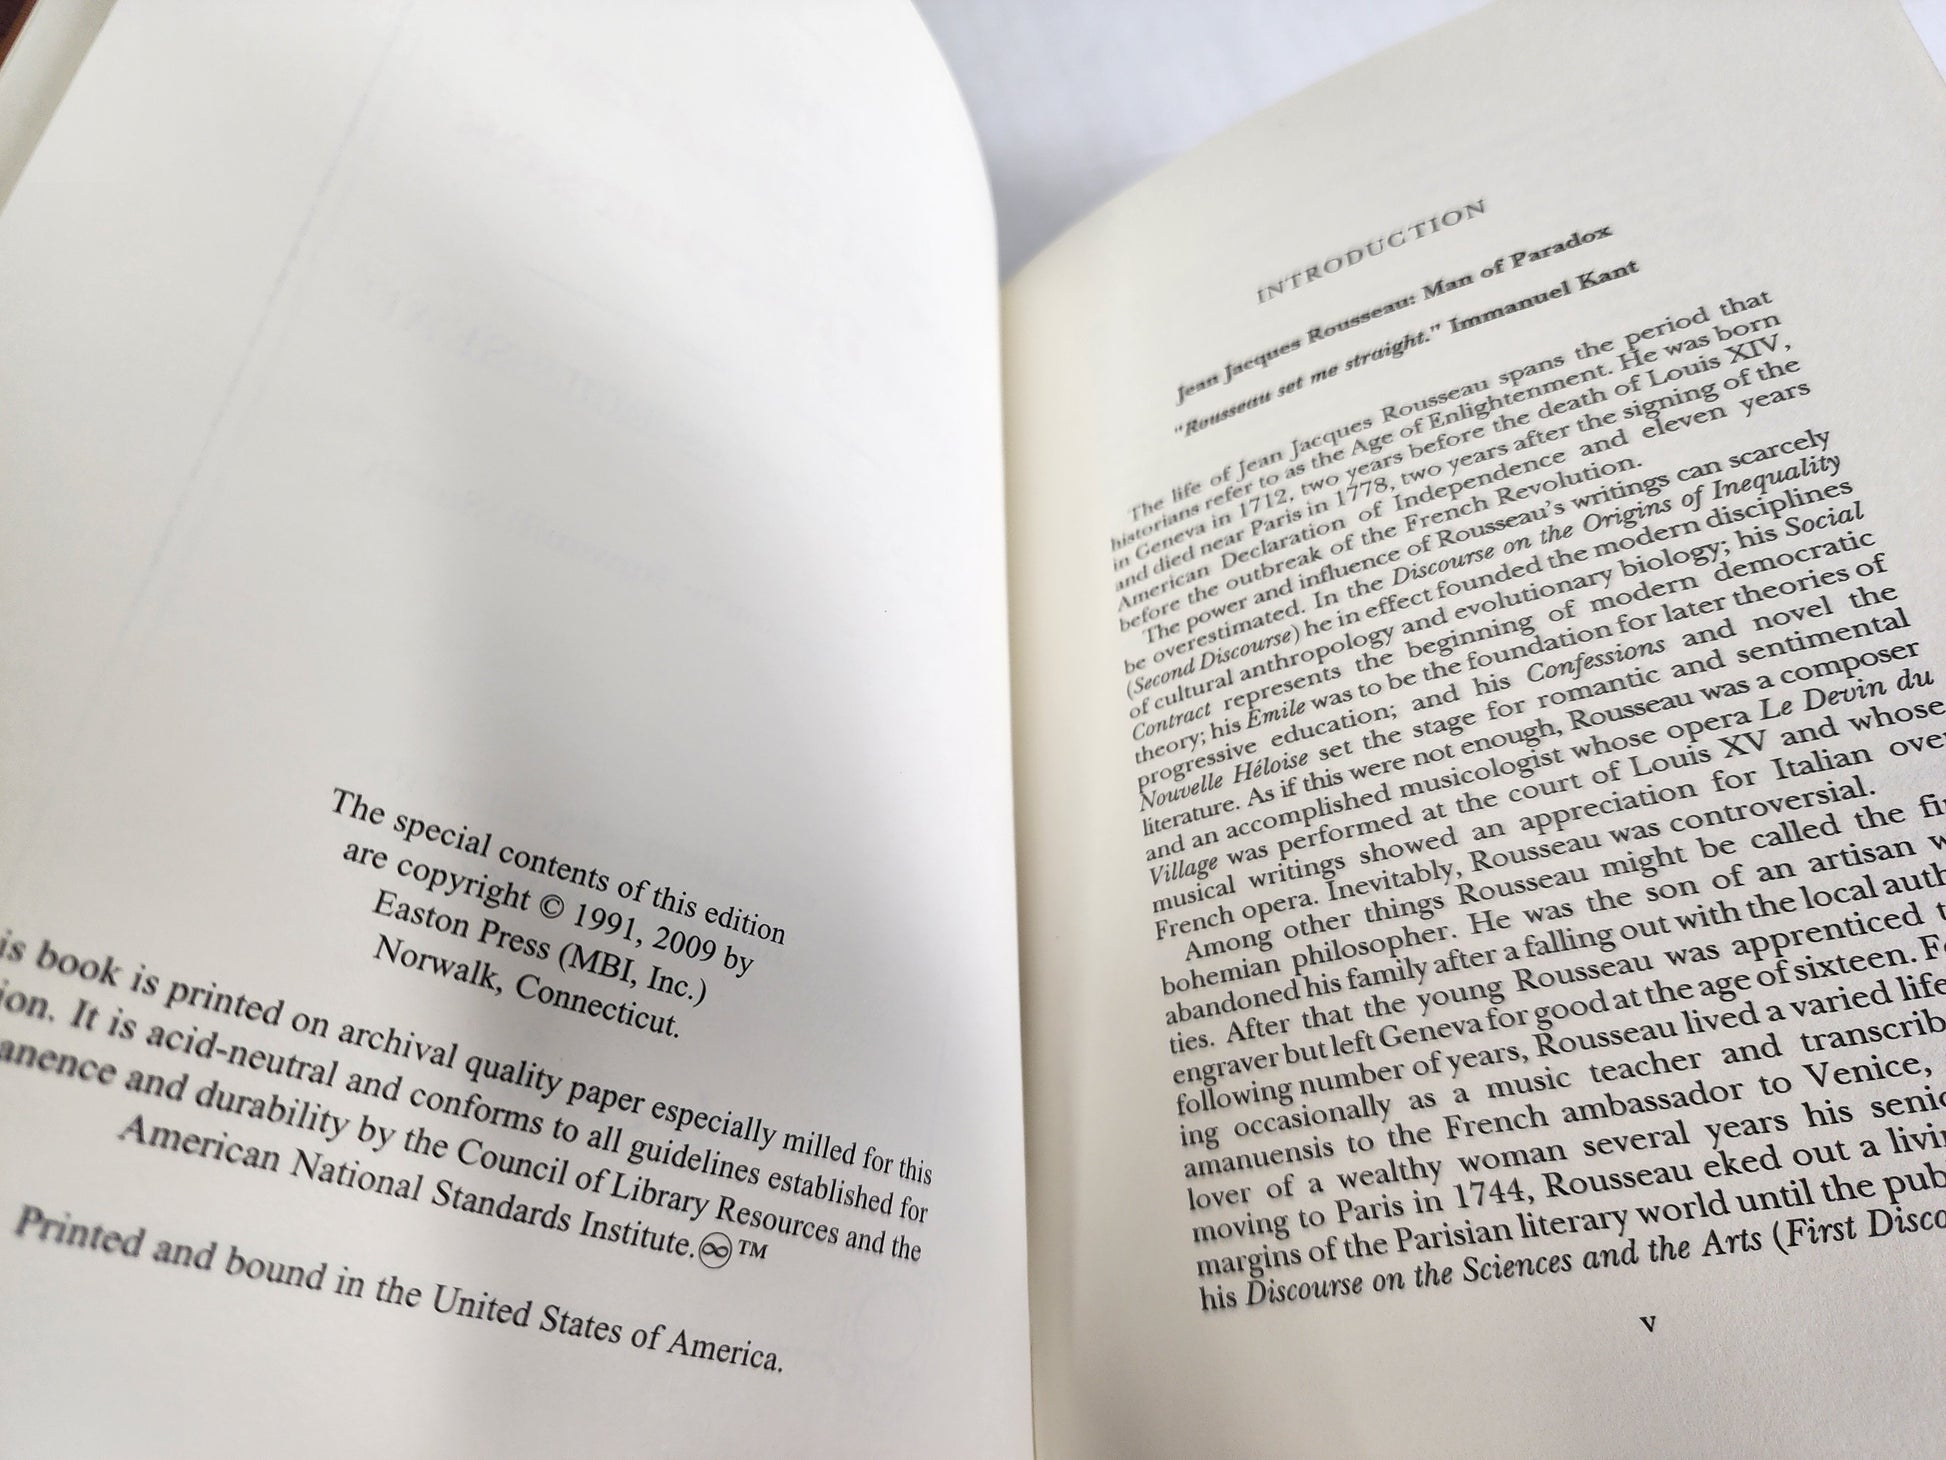 The special contents of this edition
are copyright © 1991, 2009 by
Easton Press (MBI, Inc.)
Norwalk, Connecticut.
is book is printed on archival quality paper especially milled for this
ion. It is acid-neutral and conforms to all guidelines established for
anence and durability by the Council of Library Resources and the
American National Standards Institute.♾™
Printed and bound in the United States of America.
INTRODUCTION
Jean Jacques Rousseau: Man of Paradox
"Rousseau set me straight." Immanuel Kant
The life of Jean Jacques Rousseau spans the period that
historians refer to as the Age of Enlightenment. He was born
in Geneva in 1712, two years before the death of Louis XIV,
and died near Paris in 1778, two years after the signing of the
American Declaration of Independence and eleven years
before the outbreak of the French Revolution.
The power and influence of Rousseau's writings can scarcely
be overestimated. In the Discourse on the Origins of Inequality
(Second Discourse) he in effect founded the modern disciplines
of cultural anthropology and evolutionary biology; his Social
Contract represents the beginning of modern democratic
theory; his Emile was to be the foundation for later theories of
progressive education; and his Confessions and novel the
Nouvelle Héloise set the stage for romantic and sentimental
literature. As if this were not enough, Rousseau was a composer
and an accomplished musicologist whose opera Le Devin du
Village was performed at the court of Louis XV and whose
musical writings showed an appreciation for Italian over
French opera. Inevitably, Rousseau was controversial.
Among other things Rousseau might be called the fi
bohemian philosopher. He was the son of an artisan w
abandoned his family after a falling out with the local auth
ties. After that the young Rousseau was apprenticed t
engraver but left Geneva for good at the age of sixteen. F
following number of years, Rousseau lived a varied life
ing occasionally as a music teacher and transcrib
amanuensis to the French ambassador to Venice,
lover of a wealthy woman several years his senio
moving to Paris in 1744, Rousseau eked out a livi
margins of the Parisian literary world until the pub
his Discourse on the Sciences and the Arts (First Disco
v